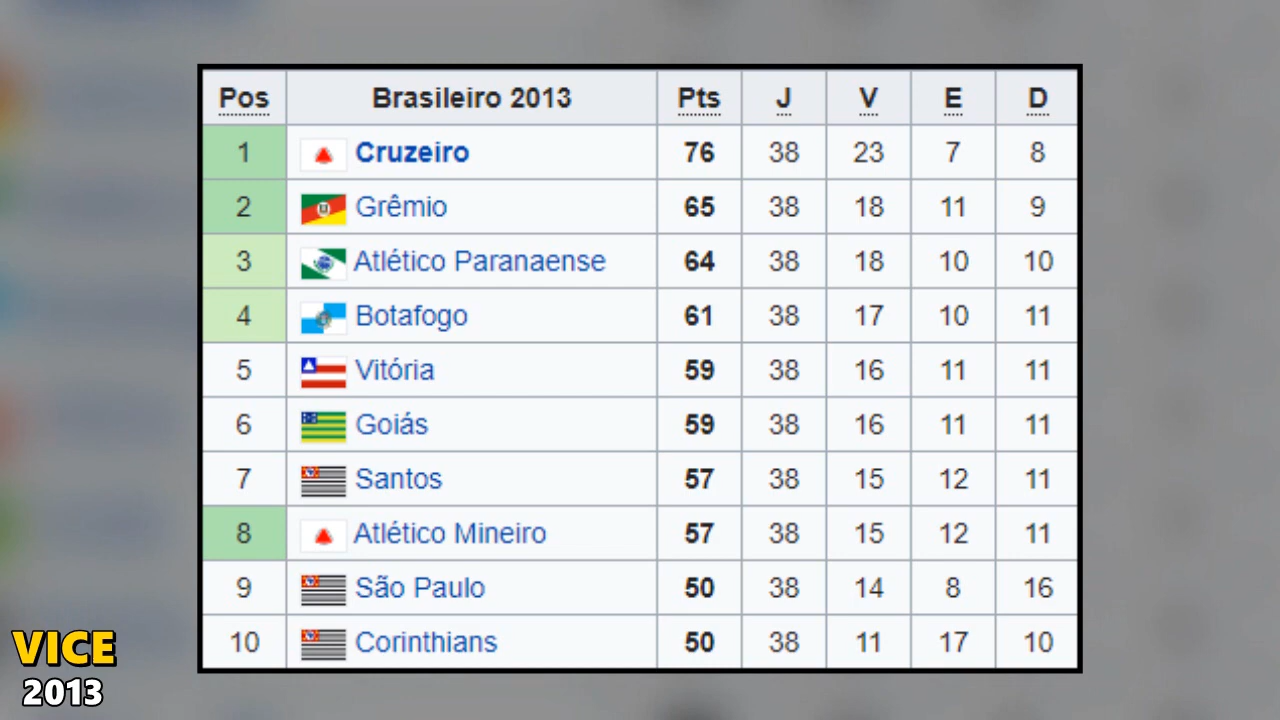 Pos Brasileiro 2013 Pts J V E D
1 Cruzeiro 76 38 23 7 8
2 Grêmio 65 38 18 11 9
3 Atlético Paranaense 64 38 18 10 10
4 Botafogo 61 38 17 10 11
5 Vitória 59 38 16 11 11
6 Goiás 59 38 16 11 11
7 Santos 57 38 15 12 11
8 Atlético Mineiro 57 38 15 12 11
9 São Paulo 50 38 14 8 16
10 Corinthians 50 38 11 17 10
VICE
2013